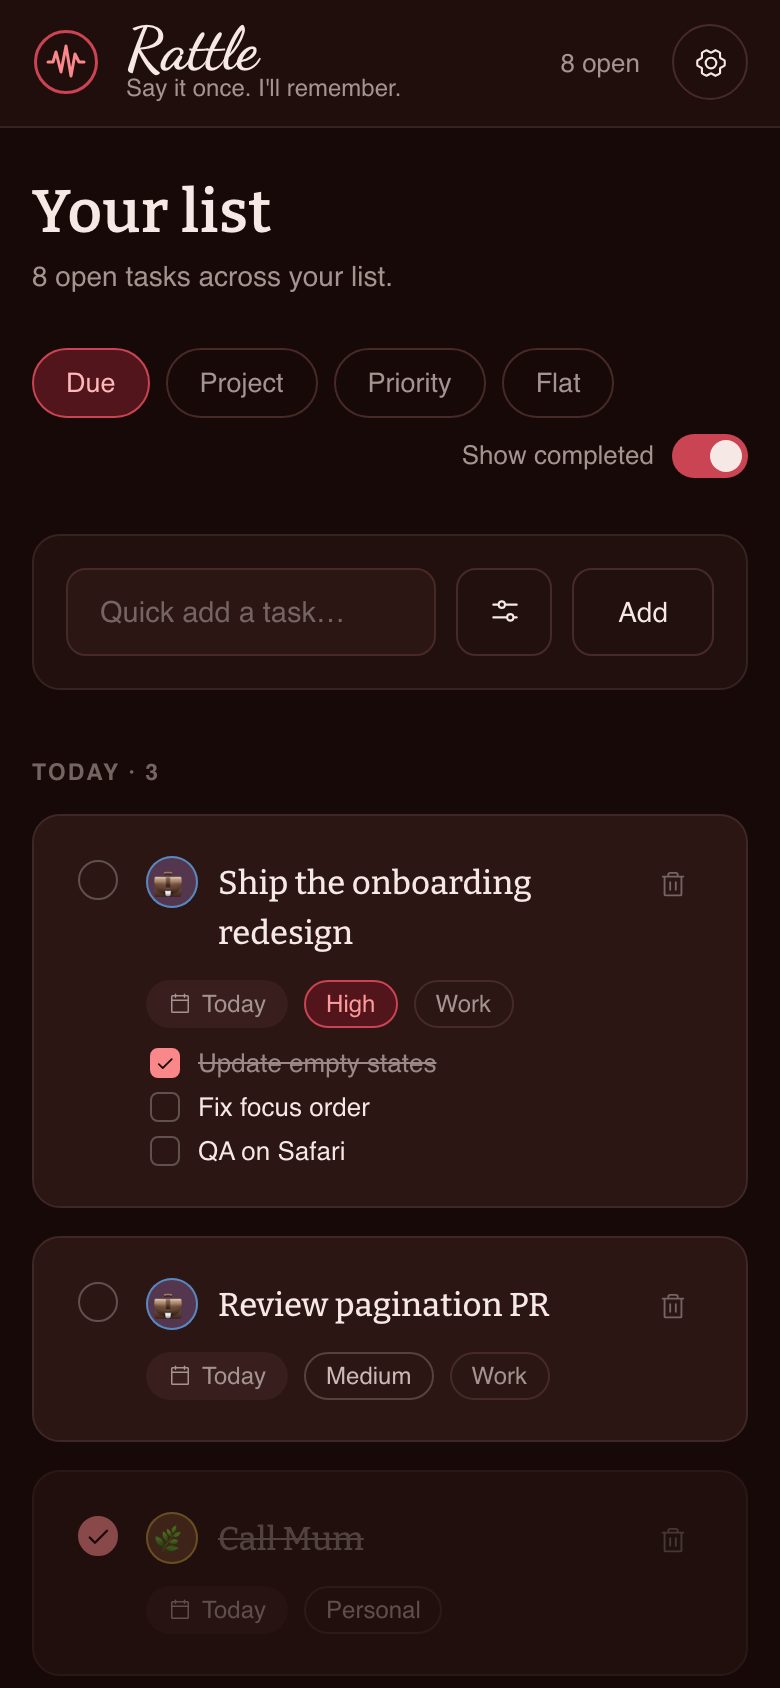 Rattle
Say it once. I'll remember.
8 open
Your list
8 open tasks across your list.
Due
Project
Priority
Flat
Show completed
Quick add a task…
Add
TODAY · 3
Ship the onboarding
redesign
Today
High
Work
Update empty states
Fix focus order
QA on Safari
Review pagination PR
Today
Medium
Work
Call Mum
Today
Personal